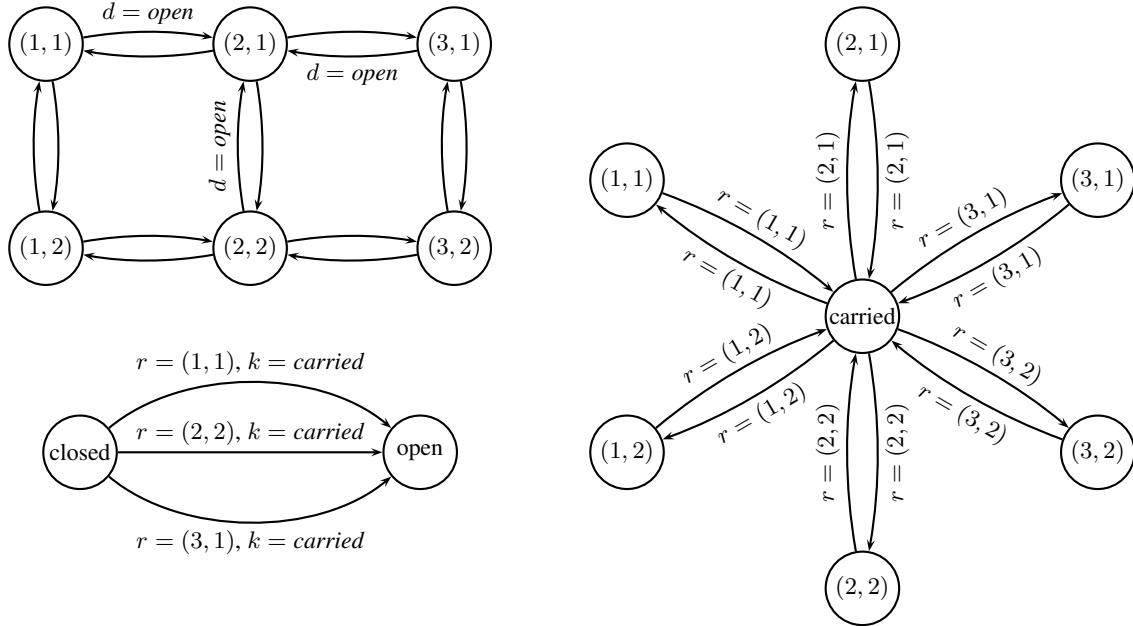 d = open
(1, 1)
(2, 1)
(3, 1)
d = open
d = open
(1, 2)
(2, 2)
(3, 2)
r = (1, 1), k = carried
closed
r = (2, 2), k = carried
open
r = (3, 1), k = carried
(2, 1)
(1, 1)
(3, 1)
r = (2, 1)
r = (2, 1)
r = (1, 1)
r = (3, 1)
r = (1, 1)
r = (3, 1)
carried
r = (1, 2)
r = (3, 2)
r = (1, 2)
r = (3, 2)
r = (2, 2)
r = (2, 2)
(1, 2)
(3, 2)
(2, 2)